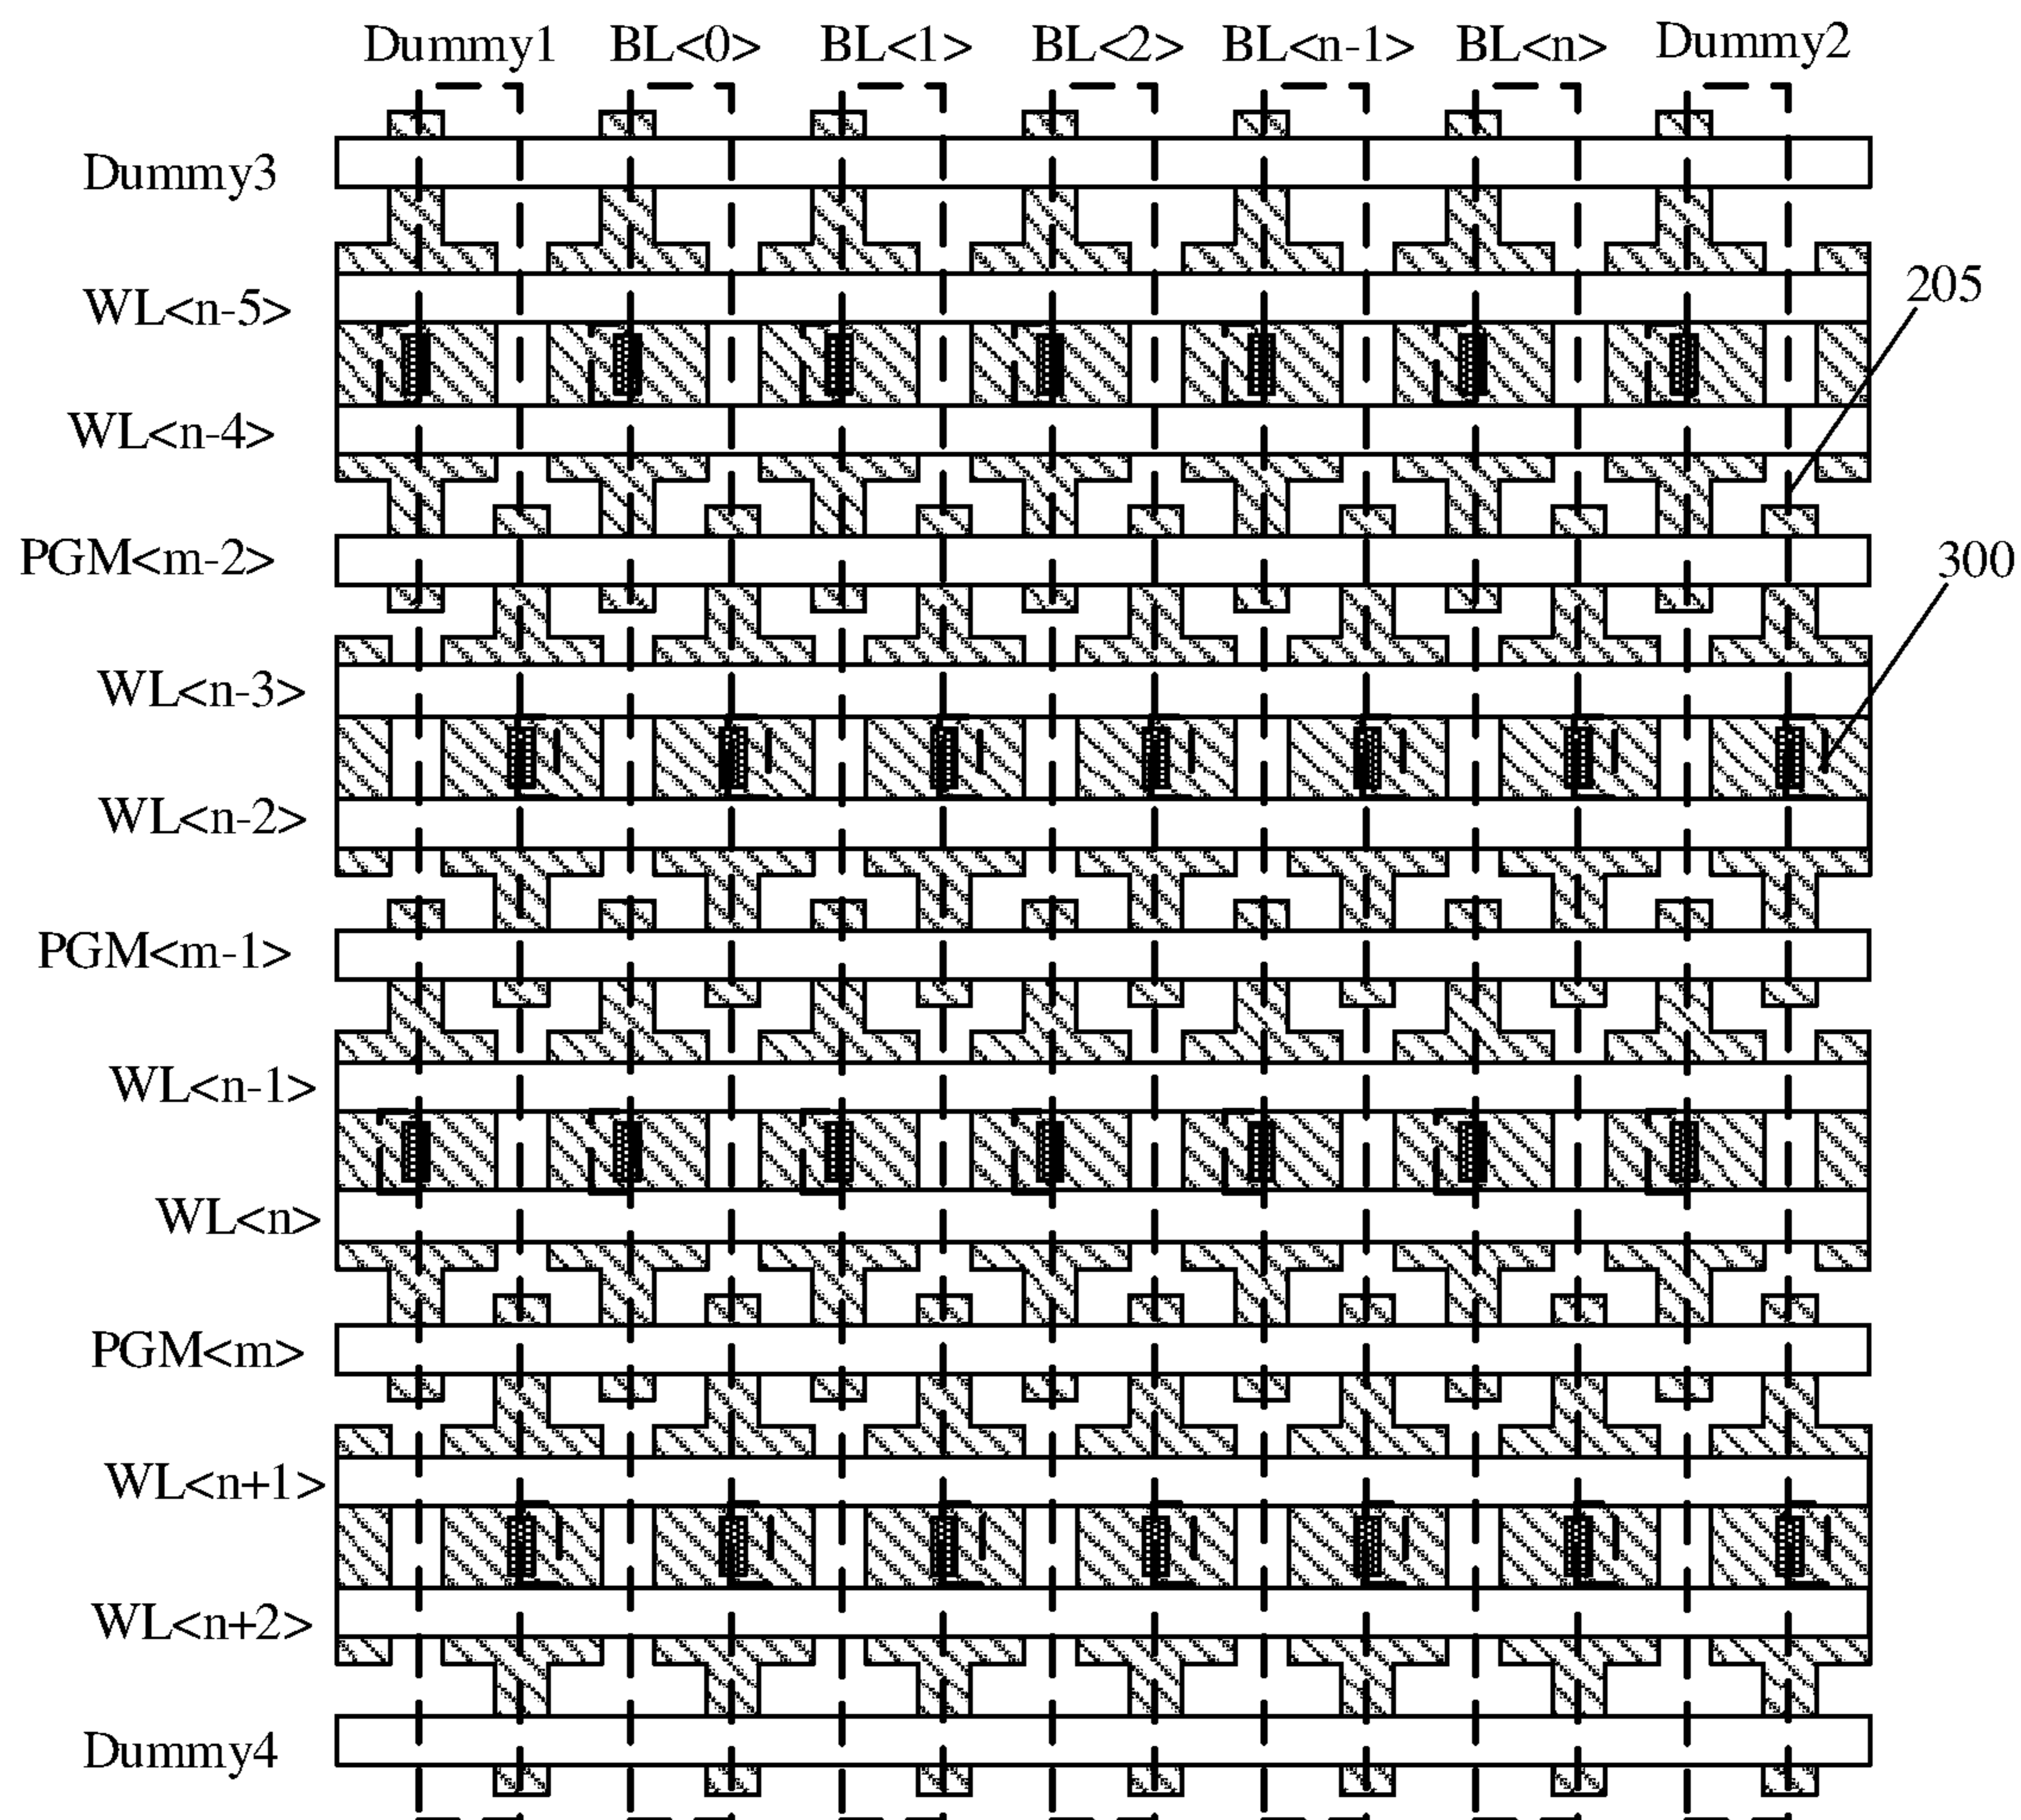 Dummy1 BL<0> BL<1> BL<2> BL<n-1> BL<n> Dummy2
Dummy3
205
WL<n-5>
WL<n-4>
PGM<m-2>
300
WL<n-3>
WL<n-2>
PGM<m-1>
WL<n-1>
WL<n>
PGM<m>
WL<n+1>
WL<n+2>
Dummy4